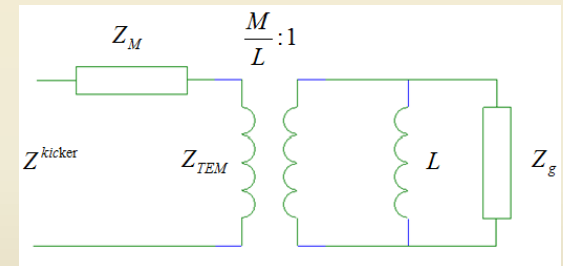 Z_M
M/L :1
Z^kicker
Z_TEM
L
Z_g